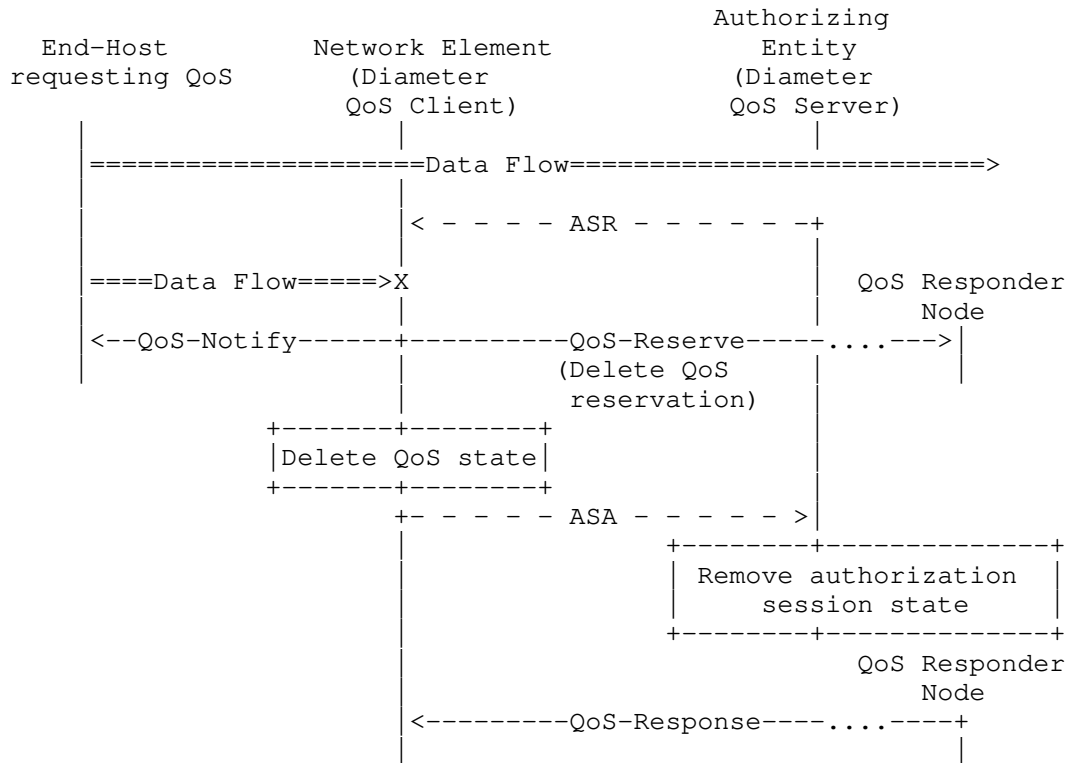 Authorizing
End-Host Network Element Entity
requesting QoS (Diameter (Diameter
QoS Client) QoS Server)
Data Flow
ASR
Data Flow X QoS Responder
Node
QoS-Notify QoS-Reserve ....
(Delete QoS
reservation)
Delete QoS state
ASA
Remove authorization
session state
QoS Responder
Node
QoS-Response ....